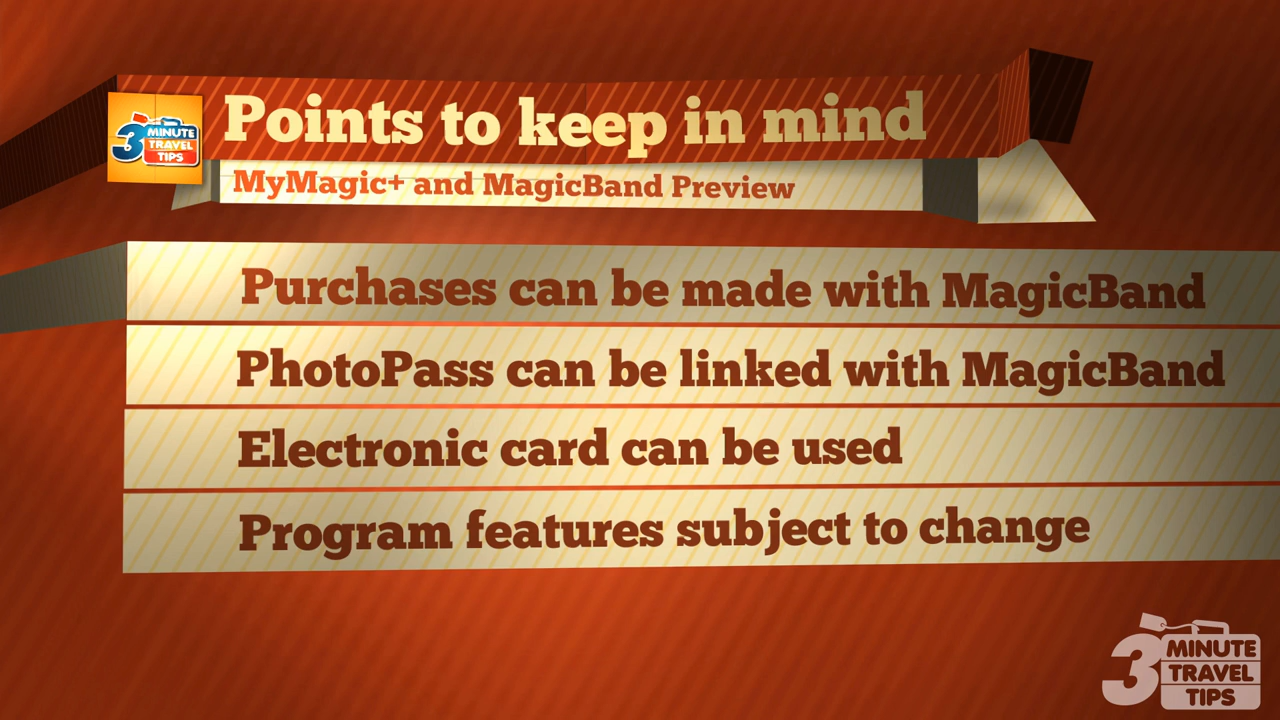 Points to keep in mind
3 MINUTE
TRAVEL
TIPS
MyMagic+ and MagicBand Preview
Purchases can be made with MagicBand
PhotoPass can be linked with MagicBand
Electronic card can be used
Program features subject to change
3 MINUTE
TRAVEL
TIPS